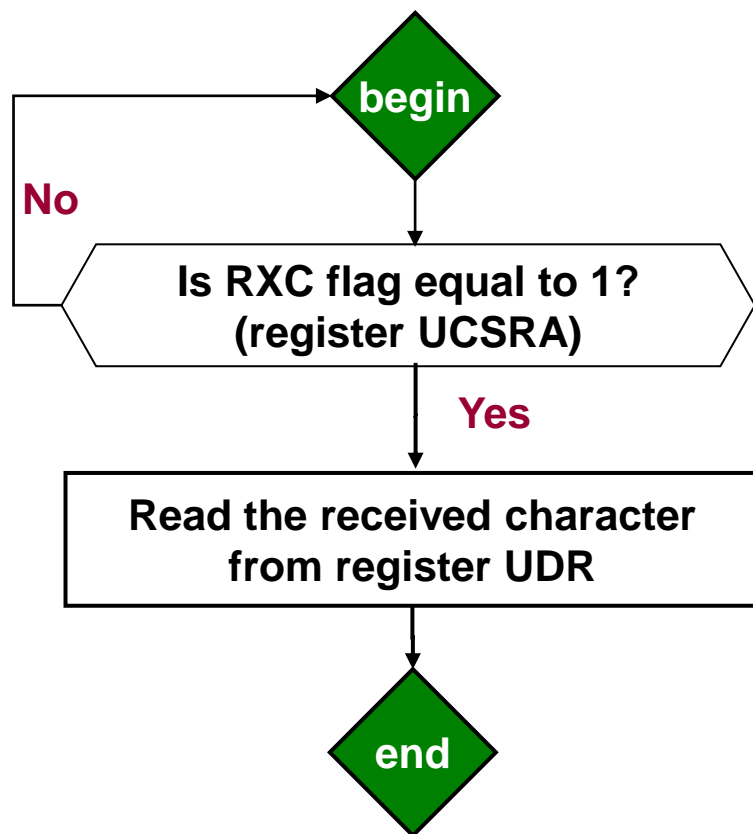 begin
No
Is RXC flag equal to 1?
(register UCSRA)
Yes
Read the received character
from register UDR
end